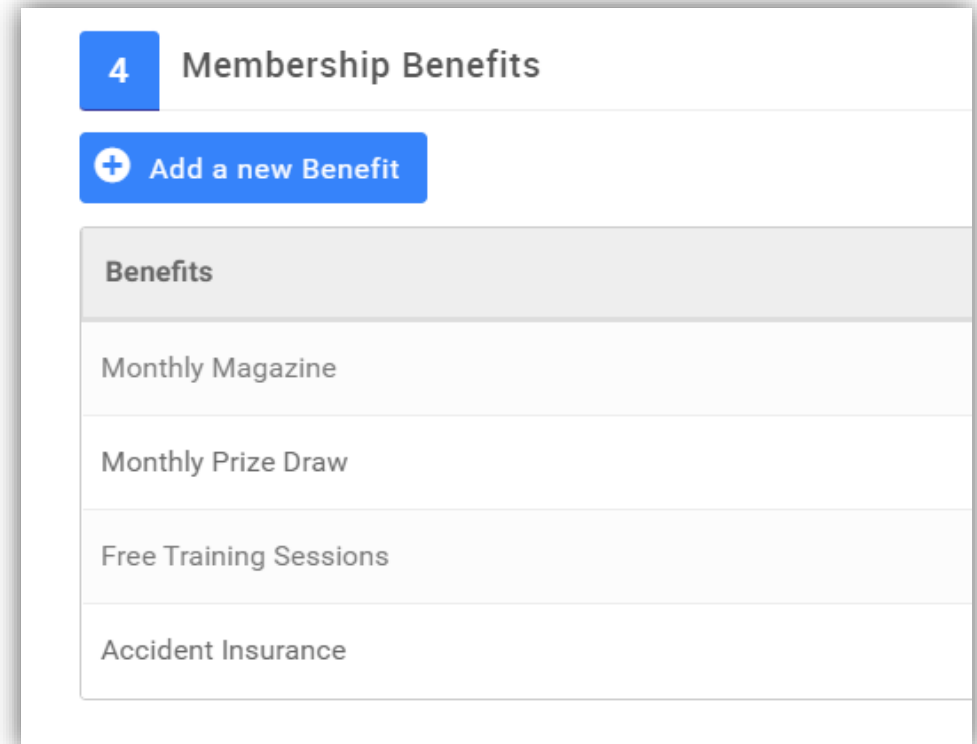 4 Membership Benefits
Add a new Benefit
Benefits
Monthly Magazine
Monthly Prize Draw
Free Training Sessions
Accident Insurance